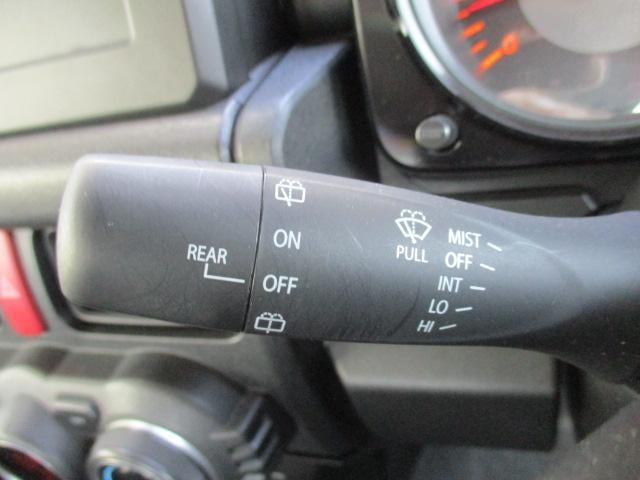 REAR
ON
OFF
PULL
MIST
OFF
INT
LO
HI